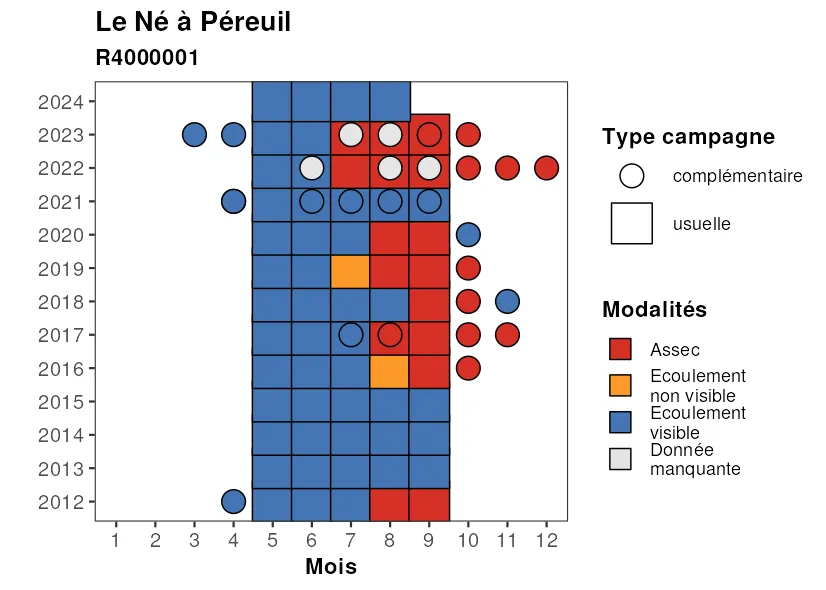 Le Né à Péreuil
R4000001
2024
2023
2022
2021
2020
2019
2018
2017
2016
2015
2014
2013
2012
1 2 3 4 5 6 7 8 9 10 11 12
Mois
Type campagne
complémentaire
usuelle
Modalités
Assec
Ecoulement
non visible
Ecoulement
visible
Donnée
manquante